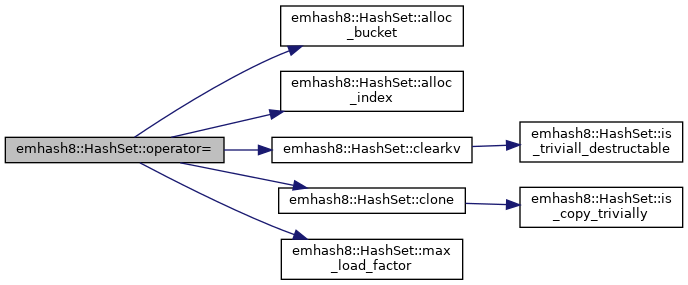 emhash8::HashSet::operator=
emhash8::HashSet::alloc
_bucket
emhash8::HashSet::alloc
_index
emhash8::HashSet::clearkv
emhash8::HashSet::clone
emhash8::HashSet::max
_load_factor
emhash8::HashSet::is
_triviall_destructable
emhash8::HashSet::is
_copy_trivially